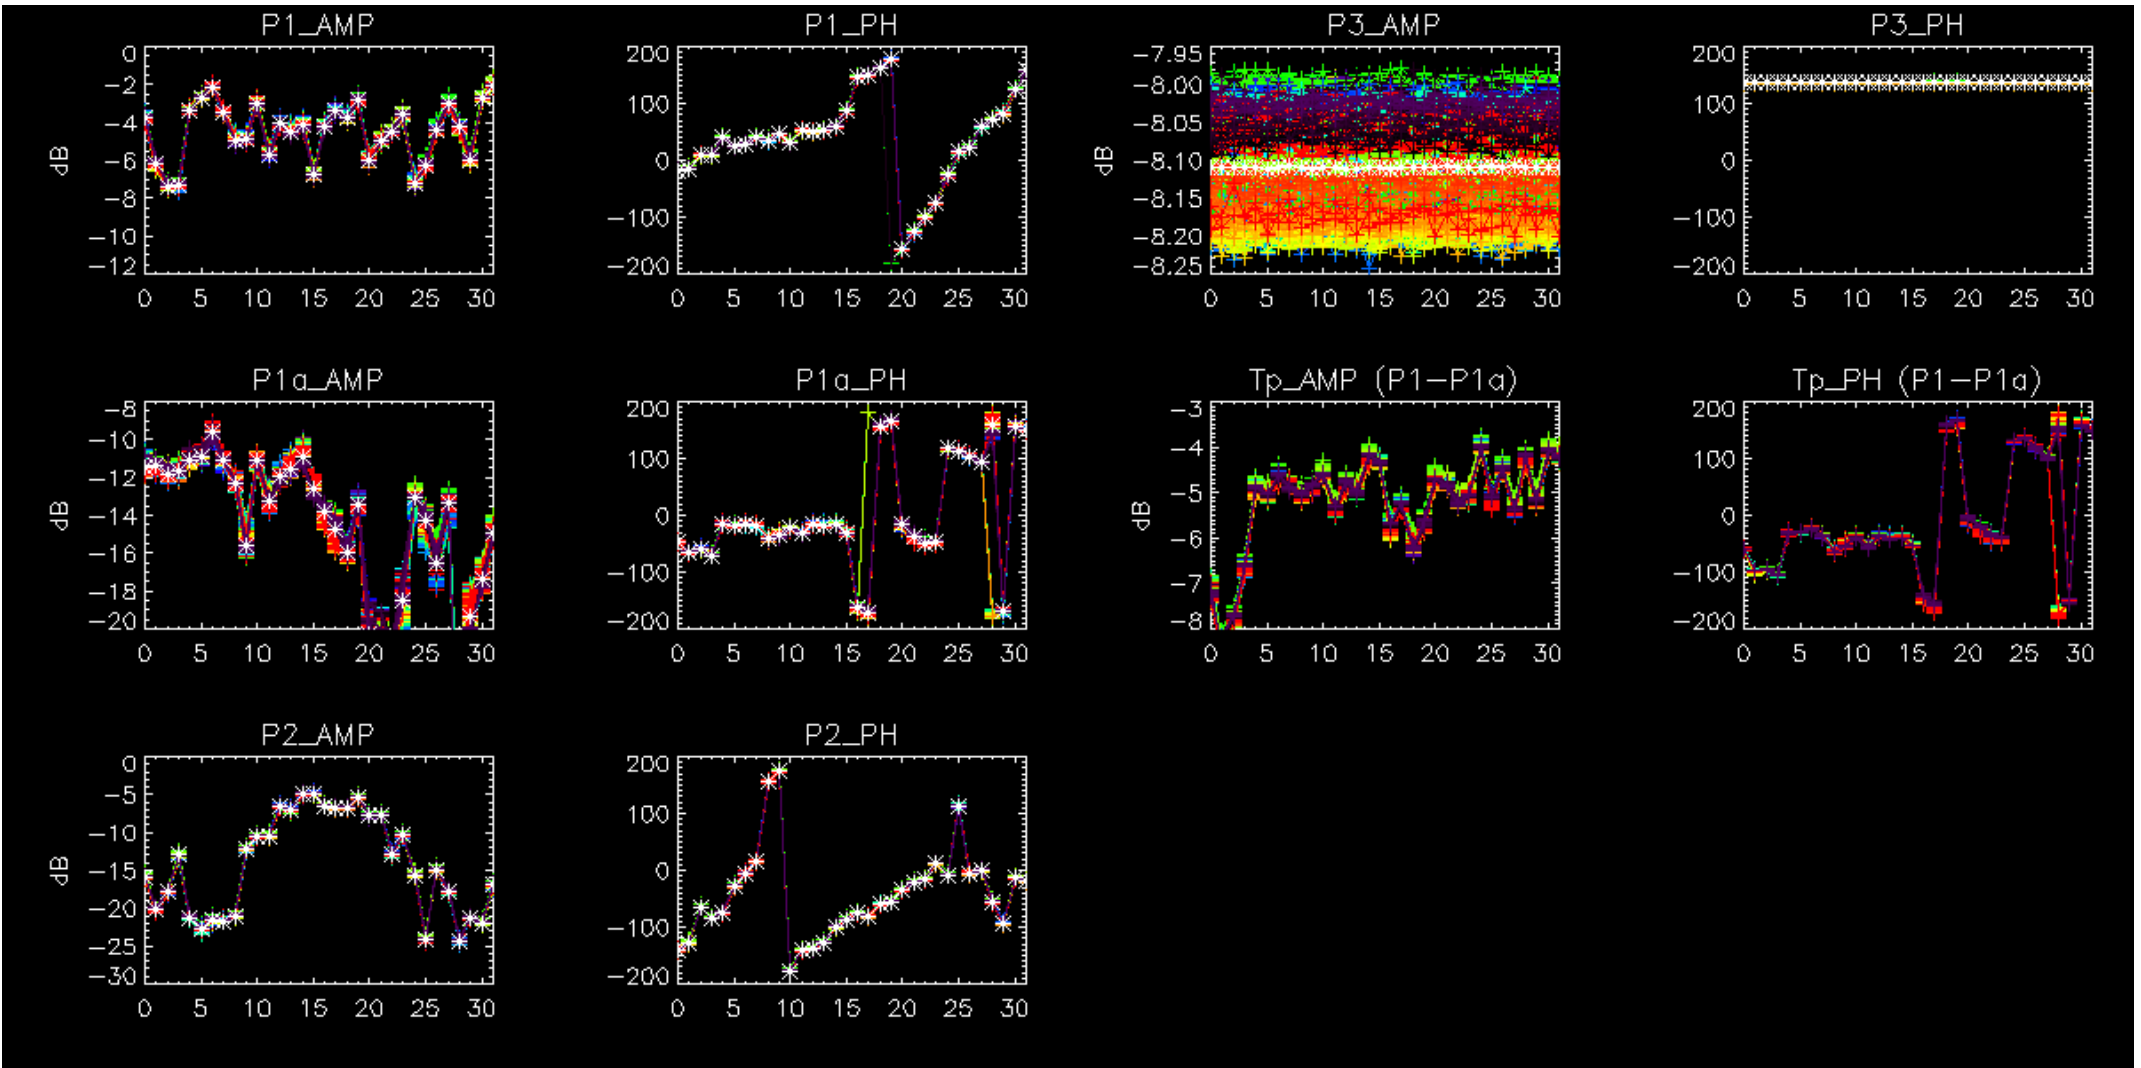 P1_AMP
P1_PH
P3_AMP
P3_PH
0
−2
−4
−6
−8
−10
−12
dB
0 5 10 15 20 25 30
200
100
0
−100
−200
0 5 10 15 20 25 30
−7.95
−8.00
−8.05
−8.10
−8.15
−8.20
−8.25
dB
0 5 10 15 20 25 30
200
100
0
−100
−200
0 5 10 15 20 25 30
P1a_AMP
P1a_PH
Tp_AMP (P1−P1a)
Tp_PH (P1−P1a)
−8
−10
−12
−14
−16
−18
−20
dB
0 5 10 15 20 25 30
200
100
0
−100
−200
0 5 10 15 20 25 30
−3
−4
−5
−6
−7
−8
dB
0 5 10 15 20 25 30
200
100
0
−100
−200
0 5 10 15 20 25 30
P2_AMP
P2_PH
0
−5
−10
−15
−20
−25
−30
dB
0 5 10 15 20 25 30
200
100
0
−100
−200
0 5 10 15 20 25 30